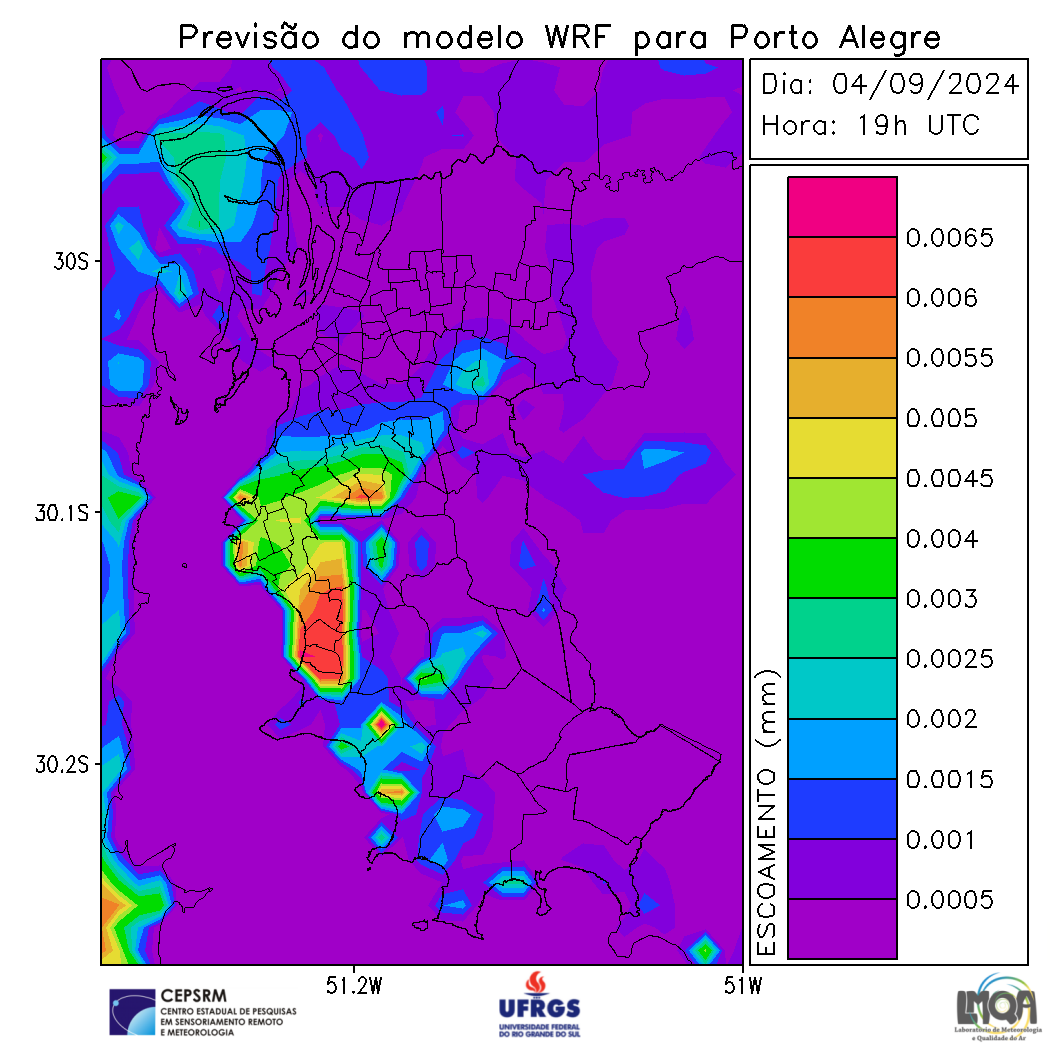 Previsão do modelo WRF para Porto Alegre
Dia: 04/09/2024
Hora: 19h UTC
30S
30.1S
30.2S
51.2W
51W
ESCOAMENTO (mm)
0.0065
0.006
0.0055
0.005
0.0045
0.004
0.003
0.0025
0.002
0.0015
0.001
0.0005
CEPSRM
CENTRO ESTADUAL DE PESQUISAS
EM SENSORIAMENTO REMOTO
E METEOROLOGIA
UFRGS
UNIVERSIDADE FEDERAL
DO RIO GRANDE DO SUL
LMQA
Laboratório de Meteorologia
e Qualidade do Ar